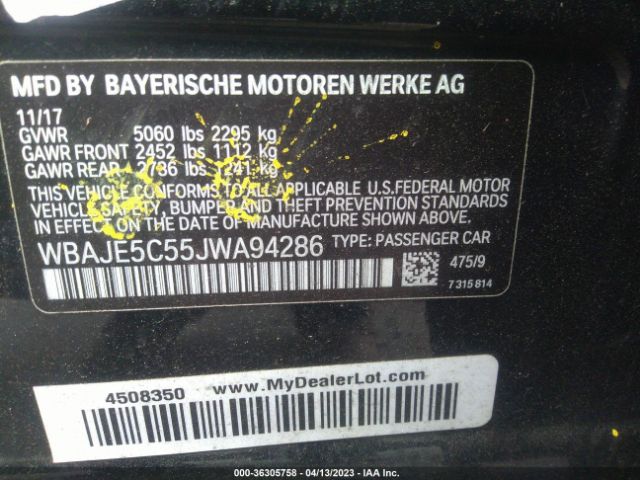 MFD BY BAYERISCHE MOTOREN WERKE AG
11/17
GVWR 5060 lbs 2295 kg
GAWR FRONT 2452 lbs 1112 kg
GAWR REAR 2736 lbs 1241 kg
THIS VEHICLE CONFORMS TO ALL APPLICABLE U.S.FEDERAL MOTOR
VEHICLE SAFETY, BUMPER AND THEFT PREVENTION STANDARDS
IN EFFECT ON THE DATE OF MANUFACTURE SHOWN ABOVE.
WBAJE5C55JWA94286 TYPE: PASSENGER CAR
475/9
7 315 814
4508350 www.MyDealerLot.com
000-36305758 - 04/13/2023 - IAA Inc.